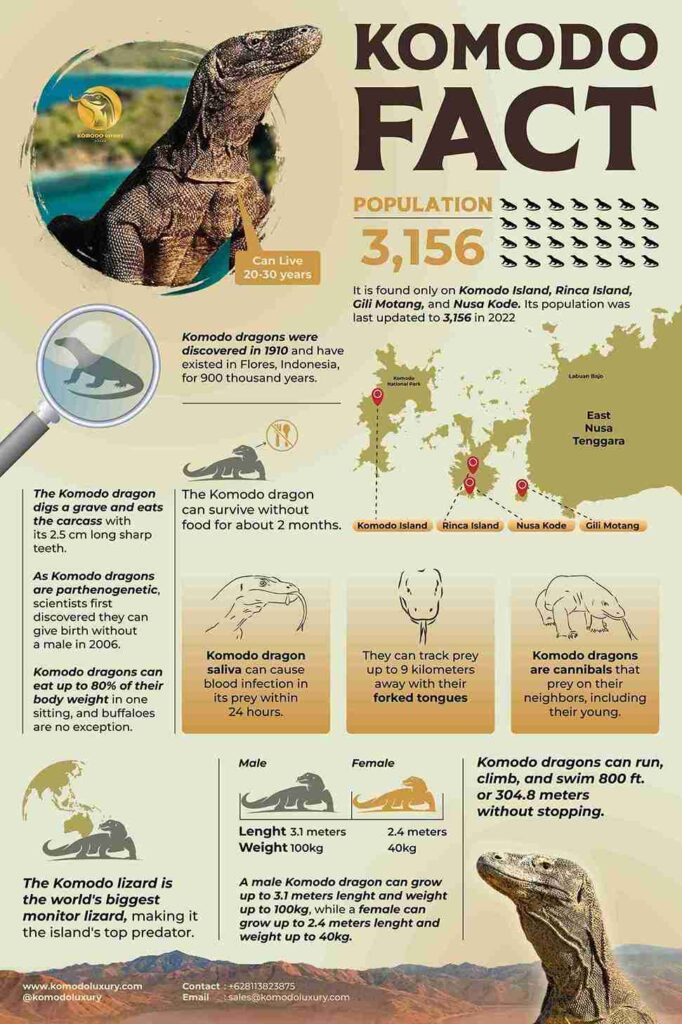 KOMODO
FACT
KOMODO LUXURY
POPULATION
3,156
Can Live
20-30 years
It is found only on Komodo Island, Rinca Island,
Gili Motang, and Nusa Kode. Its population was
last updated to 3,156 in 2022
Komodo dragons were
discovered in 1910 and have
existed in Flores, Indonesia,
for 900 thousand years.
Komodo
National Park
Labuan Bajo
East
Nusa
Tenggara
Komodo Island
Rinca Island
Nusa Kode
Gili Motang
The Komodo dragon
can survive without
food for about 2 months.
The Komodo dragon
digs a grave and eats
the carcass with
its 2.5 cm long sharp
teeth.
As Komodo dragons
are parthenogenetic,
scientists first
discovered they can
give birth without
a male in 2006.
Komodo dragons can
eat up to 80% of their
body weight in one
sitting, and buffaloes
are no exception.
Komodo dragon
saliva can cause
blood infection in
its prey within
24 hours.
They can track prey
up to 9 kilometers
away with their
forked tongues
Komodo dragons
are cannibals that
prey on their
neighbors, including
their young.
The Komodo lizard is
the world's biggest
monitor lizard, making it
the island's top predator.
Male Female
Lenght 3.1 meters 2.4 meters
Weight 100kg 40kg
A male Komodo dragon can grow
up to 3.1 meters lenght and weight
up to 100kg, while a female can
grow up to 2.4 meters lenght and
weight up to 40kg.
Komodo dragons can run,
climb, and swim 800 ft.
or 304.8 meters
without stopping.
www.komodoluxury.com
@komodoluxury
Contact : +628113823875
Email : sales@komodoluxury.com